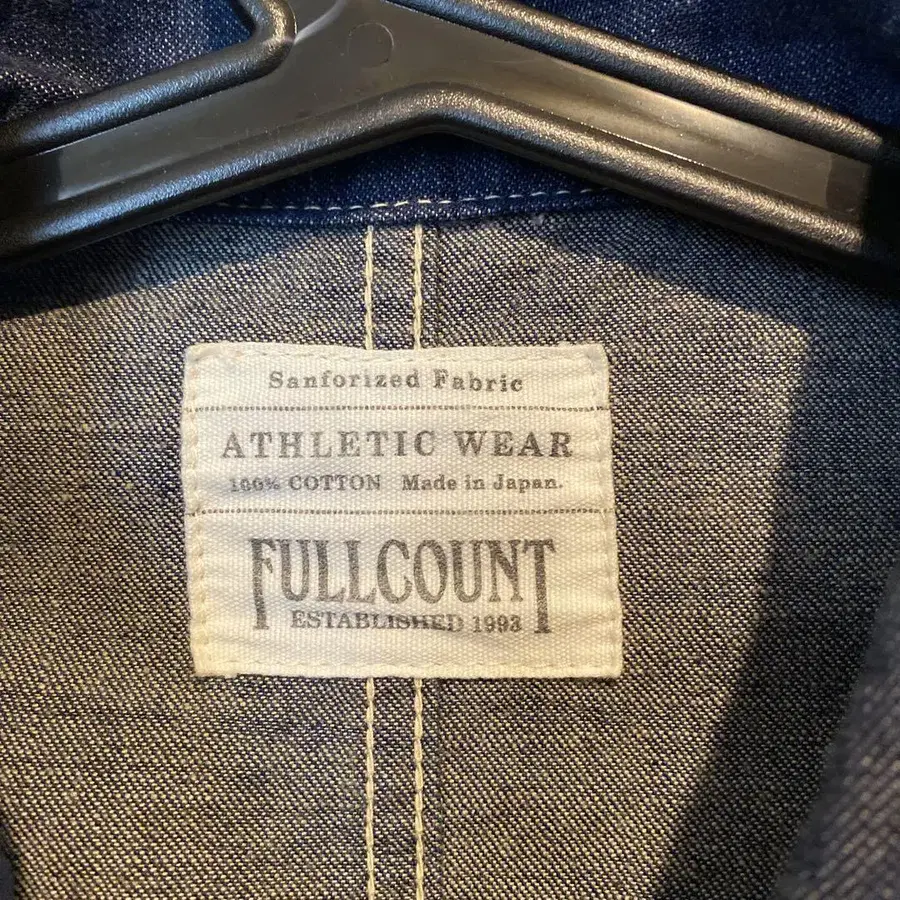 Sanforized Fabric
ATHLETIC WEAR
100% COTTON Made in Japan.
FULLCOUNT
ESTABLISHED 1993